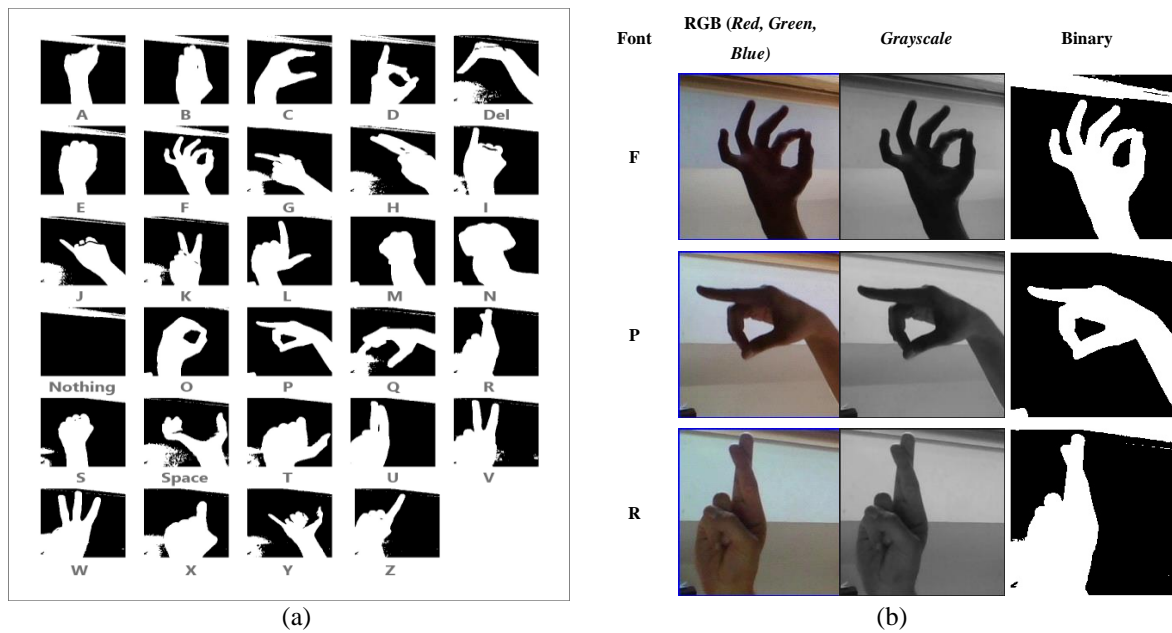 A B C D Del
E F G H I
J K L M N
Nothing O P Q R
S Space T U V
W X Y Z
(a)
Font RGB (Red, Green, Blue) Grayscale Binary
F
P
R
(b)